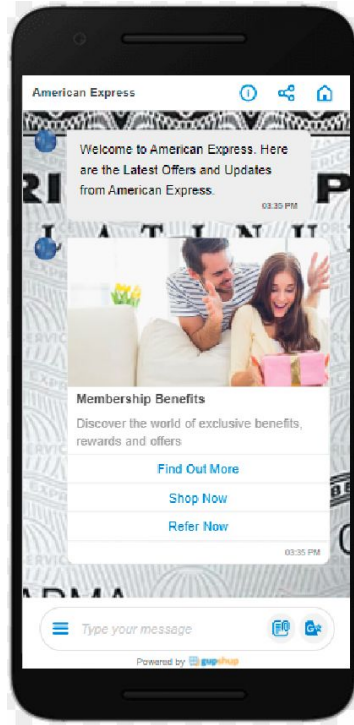 American Express
Welcome to American Express. Here
are the Latest Offers and Updates
from American Express.
03:35 PM
Membership Benefits
Discover the world of exclusive benefits,
rewards and offers
Find Out More
Shop Now
Refer Now
03:35 PM
Type your message
Powered by gupshup